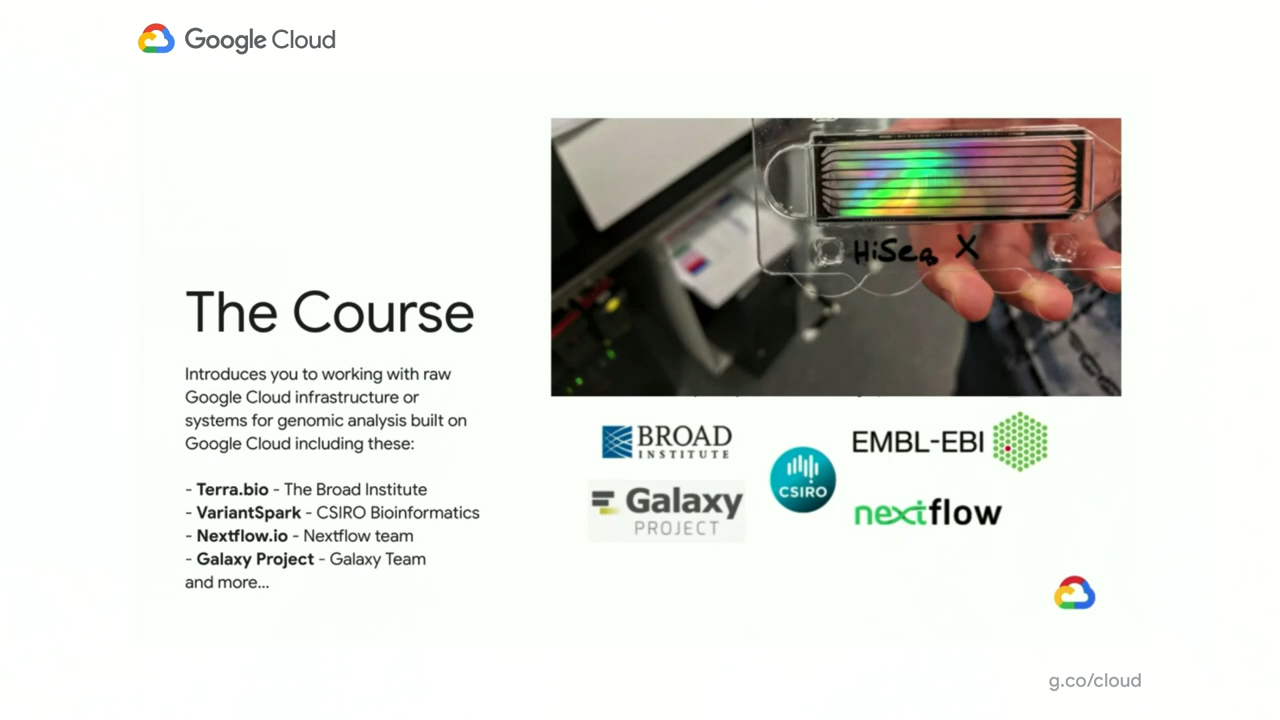 Google Cloud
HiSeq X
The Course
Introduces you to working with raw
Google Cloud infrastructure or
systems for genomic analysis built on
Google Cloud including these:
- Terra.bio - The Broad Institute
- VariantSpark - CSIRO Bioinformatics
- Nextflow.io - Nextflow team
- Galaxy Project - Galaxy Team
and more...
BROAD
INSTITUTE
Galaxy
PROJECT
CSIRO
EMBL-EBI
nextflow
g.co/cloud